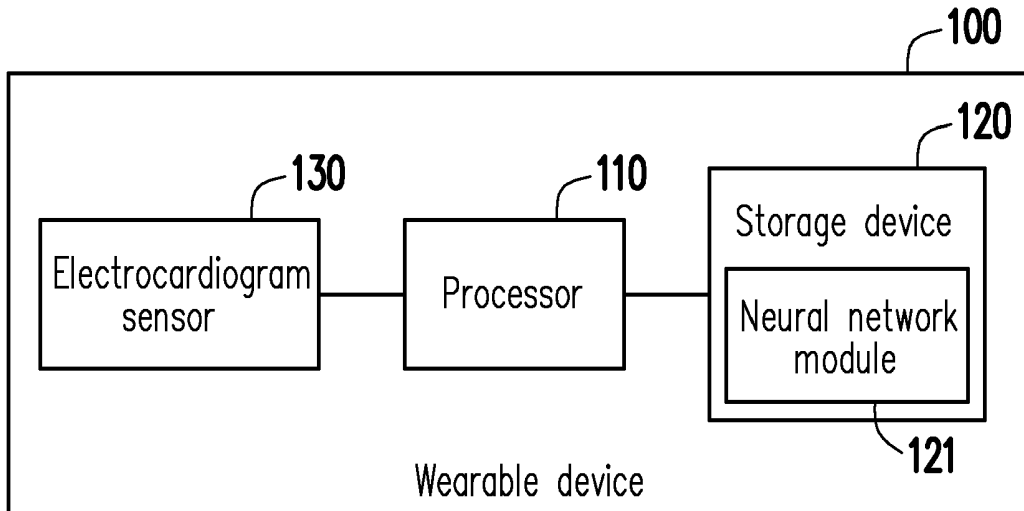 100
120
130
110
Storage device
Electrocardiogram
sensor
Processor
Neural network
module
121
Wearable device